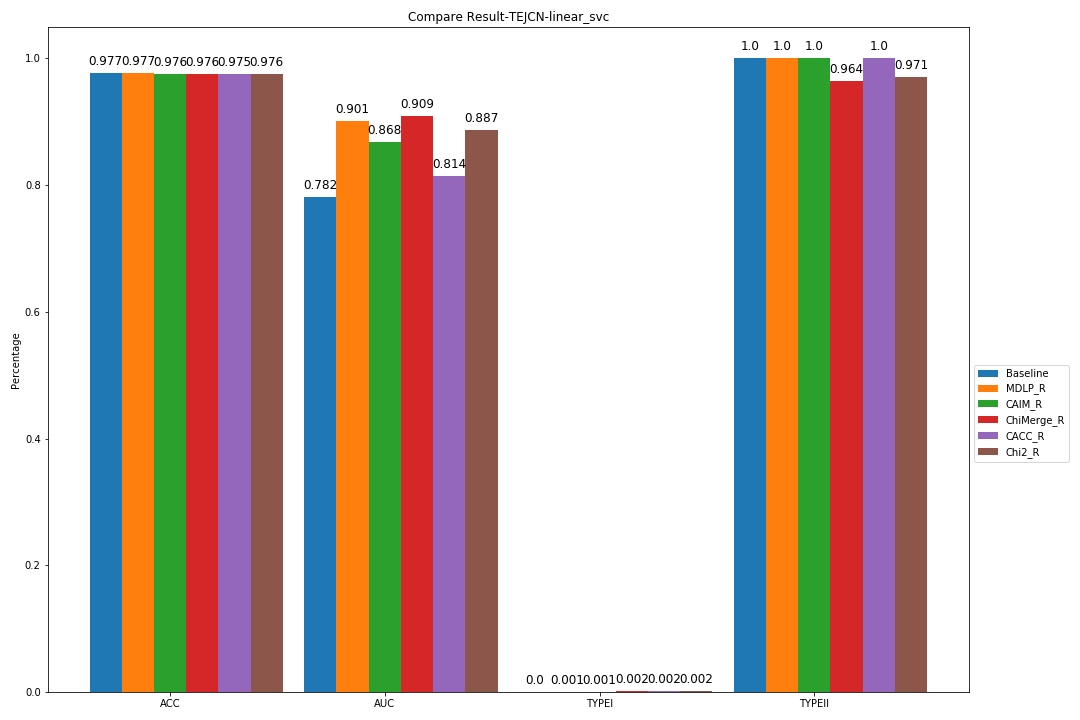 Compare Result-TEJCN-linear_svc
Percentage
1.0
0.8
0.6
0.4
0.2
0.0
0.977 0.977 0.976 0.976 0.975 0.976
0.782 0.901 0.868 0.909 0.814 0.887
0.0 0.001 0.001 0.002 0.002 0.002
1.0 1.0 1.0 0.964 1.0 0.971
ACC AUC TYPEI TYPEII
Baseline
MDLP_R
CAIM_R
ChiMerge_R
CACC_R
Chi2_R